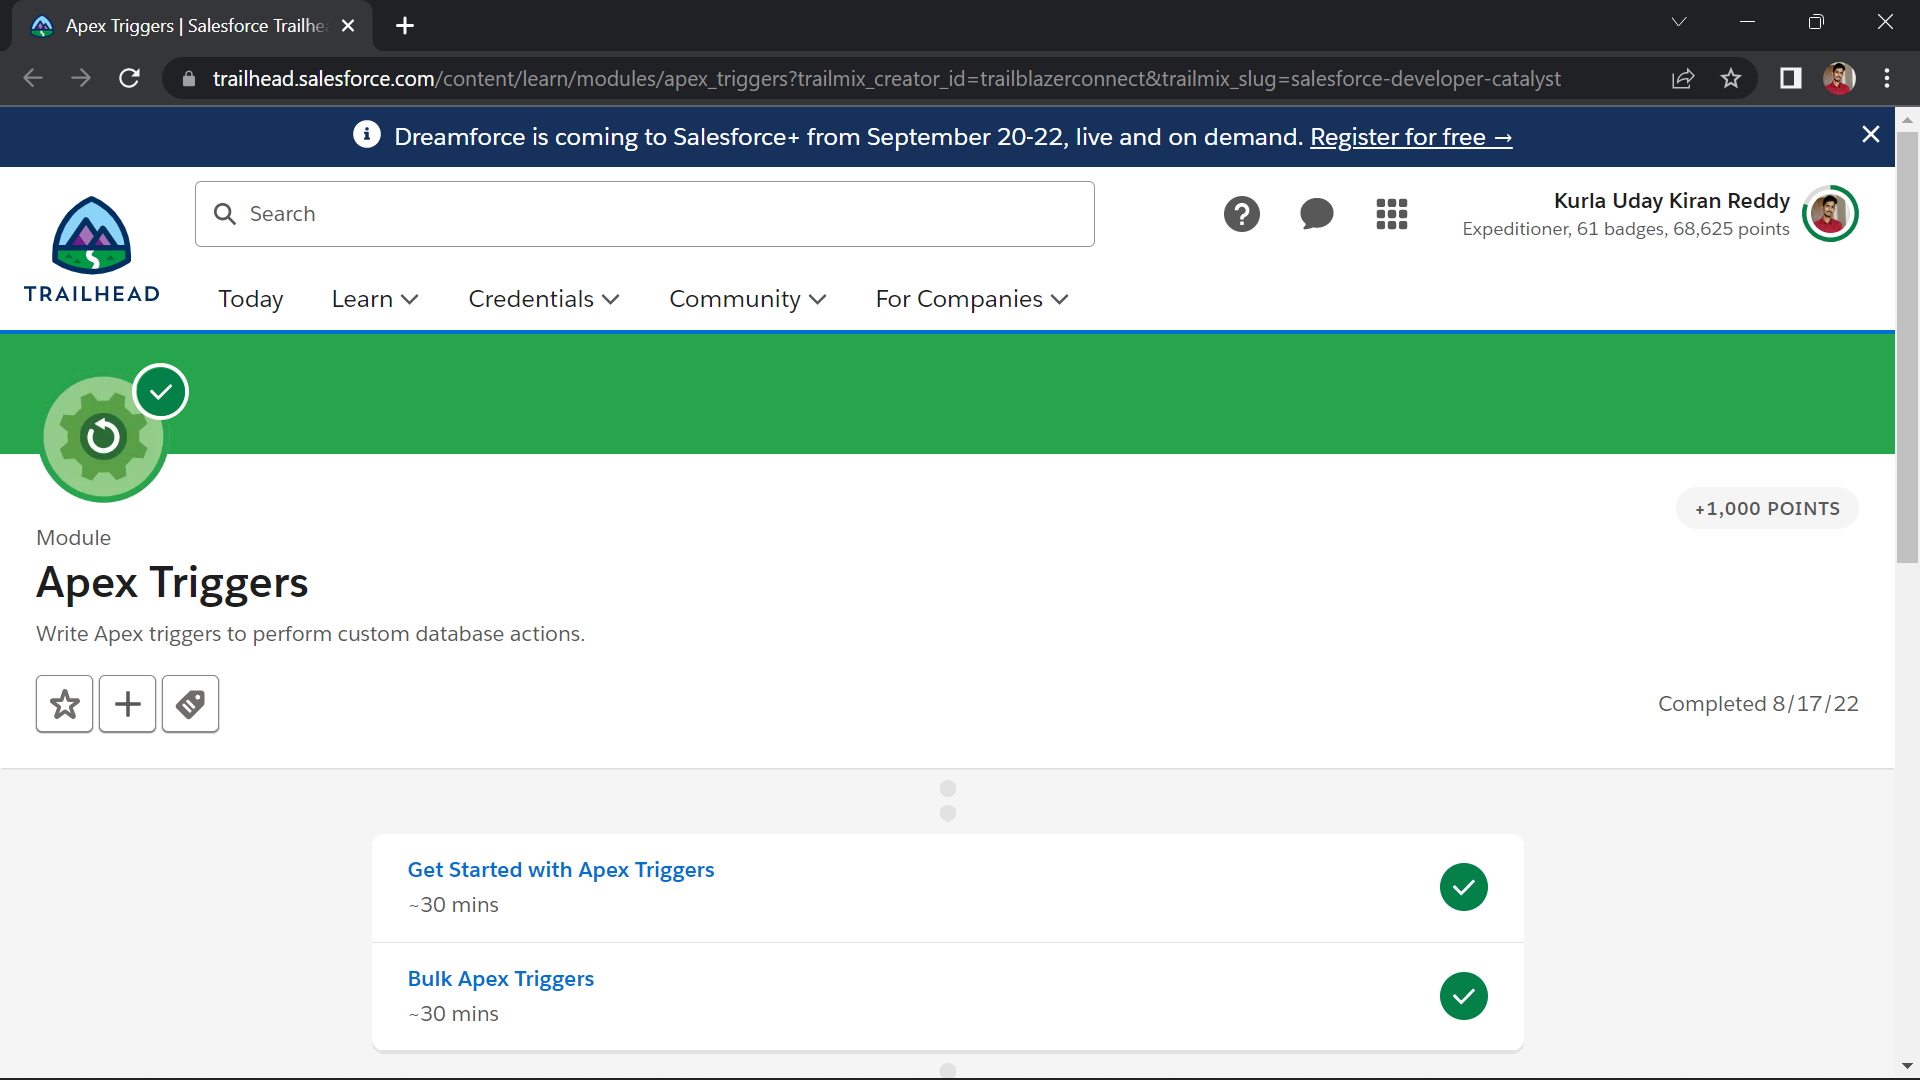 Apex Triggers | Salesforce Trailhe
trailhead.salesforce.com/content/learn/modules/apex_triggers?trailmix_creator_id=trailblazerconnect&trailmix_slug=salesforce-developer-catalyst
Dreamforce is coming to Salesforce+ from September 20-22, live and on demand. Register for free →
TRAILHEAD
Search
Kurla Uday Kiran Reddy
Expeditioner, 61 badges, 68,625 points
Today Learn Credentials Community For Companies
+1,000 POINTS
Module
Apex Triggers
Write Apex triggers to perform custom database actions.
Completed 8/17/22
Get Started with Apex Triggers
~30 mins
Bulk Apex Triggers
~30 mins